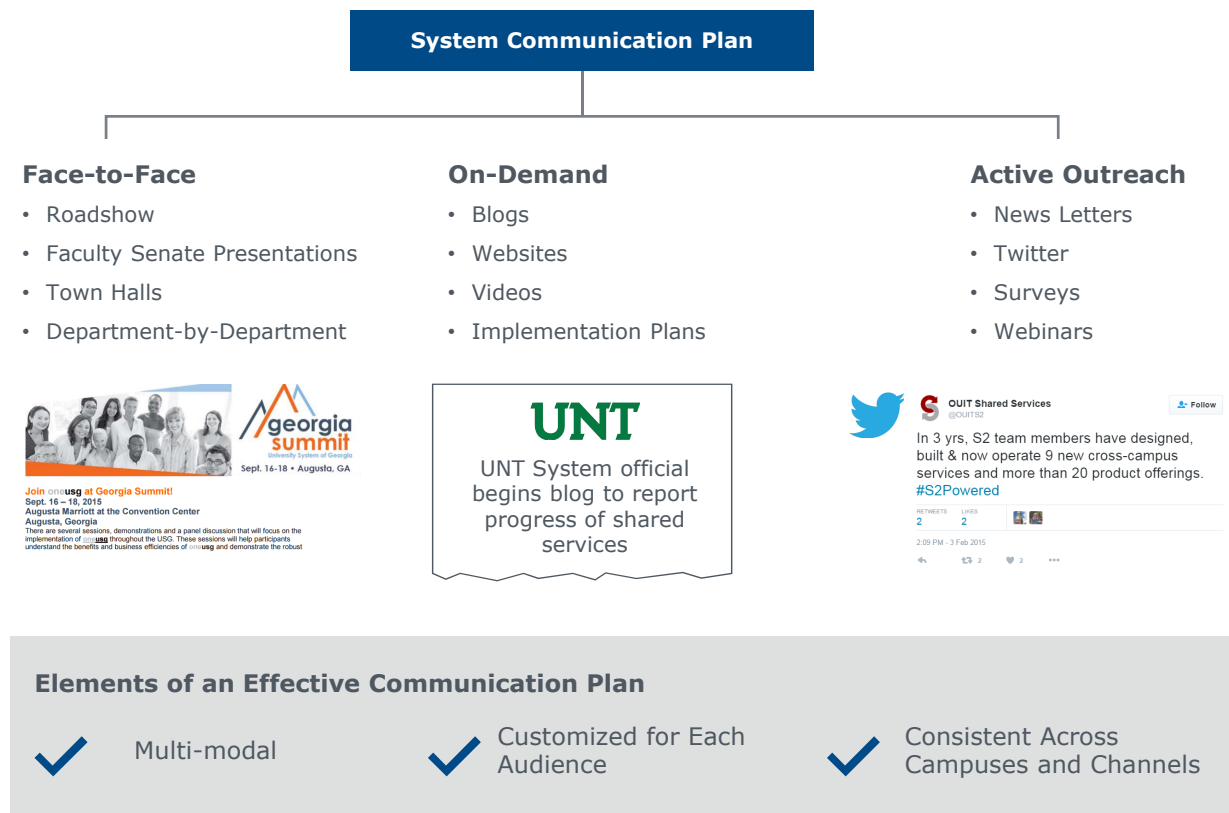 System Communication Plan
Face-to-Face
• Roadshow
• Faculty Senate Presentations
• Town Halls
• Department-by-Department
georgia
summit
University System of Georgia
Sept. 16-18 • Augusta, GA
Join oneusg at Georgia Summit!
Sept. 16 – 18, 2015
Augusta Marriott at the Convention Center
Augusta, Georgia
There are several sessions, demonstrations and a panel discussion that will focus on the
implementation of oneusg throughout the USG. These sessions will help participants
understand the benefits and business efficiencies of oneusg and demonstrate the robust
On-Demand
• Blogs
• Websites
• Videos
• Implementation Plans
UNT
UNT System official
begins blog to report
progress of shared
services
Active Outreach
• News Letters
• Twitter
• Surveys
• Webinars
OUIT Shared Services
@OUITS2
Follow
In 3 yrs, S2 team members have designed,
built & now operate 9 new cross-campus
services and more than 20 product offerings.
#S2Powered
RETWEETS LIKES
2 2
2:09 PM - 3 Feb 2015
2 2
Elements of an Effective Communication Plan
Multi-modal
Customized for Each
Audience
Consistent Across
Campuses and Channels